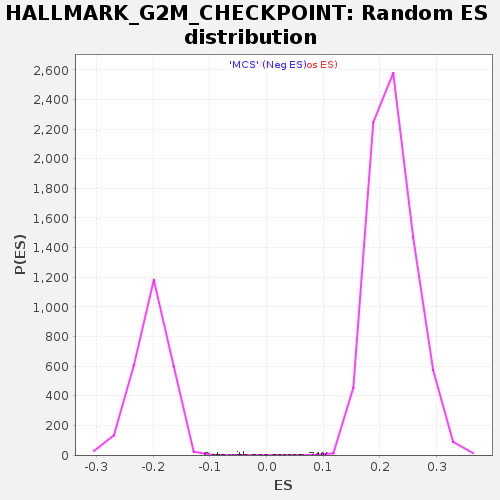 HALLMARK_G2M_CHECKPOINT: Random ES
distribution
'MCS' (Neg ES)os ES)
2,600
2,400
2,200
2,000
1,800
1,600
1,400
1,200
1,000
800
600
400
200
0
P(ES)
-0.3 -0.2 -0.1 0.0 0.1 0.2 0.3
ES